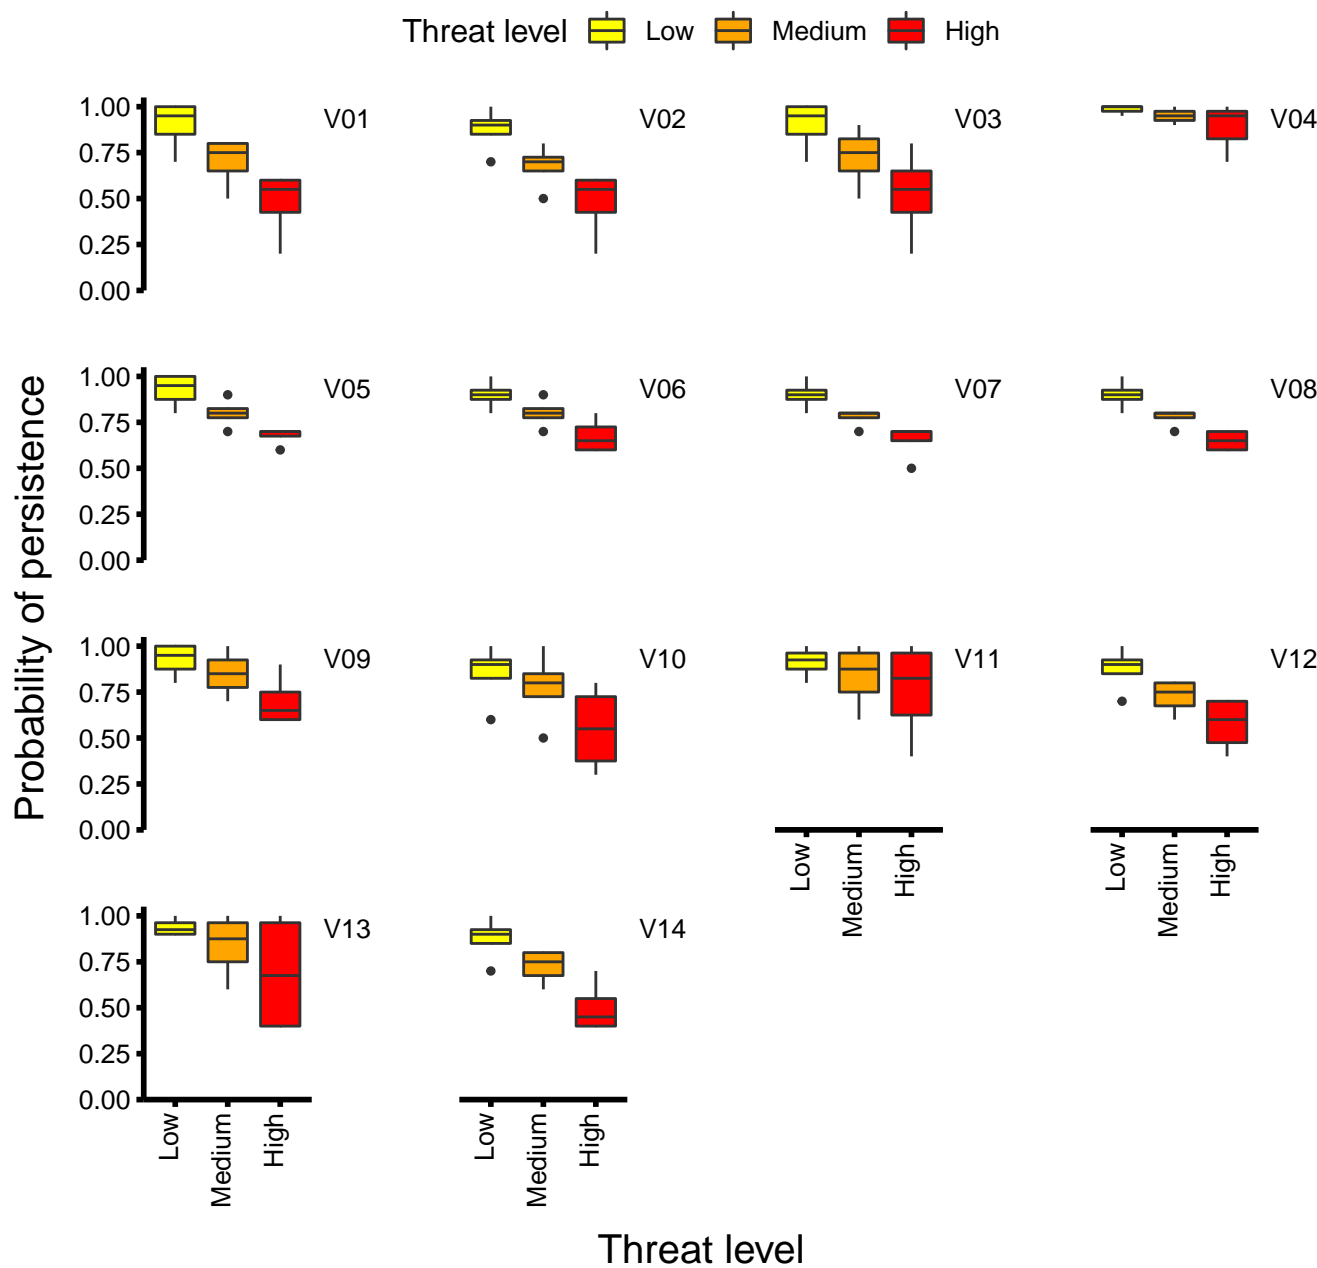 Threat level Low Medium High
Probability of persistence
1.00
0.75
0.50
0.25
0.00
V01
V02
V03
V04
1.00
0.75
0.50
0.25
0.00
V05
V06
V07
V08
1.00
0.75
0.50
0.25
0.00
V09
V10
V11
V12
Low
Medium
High
Low
Medium
High
1.00
0.75
0.50
0.25
0.00
V13
V14
Low
Medium
High
Low
Medium
High
Threat level